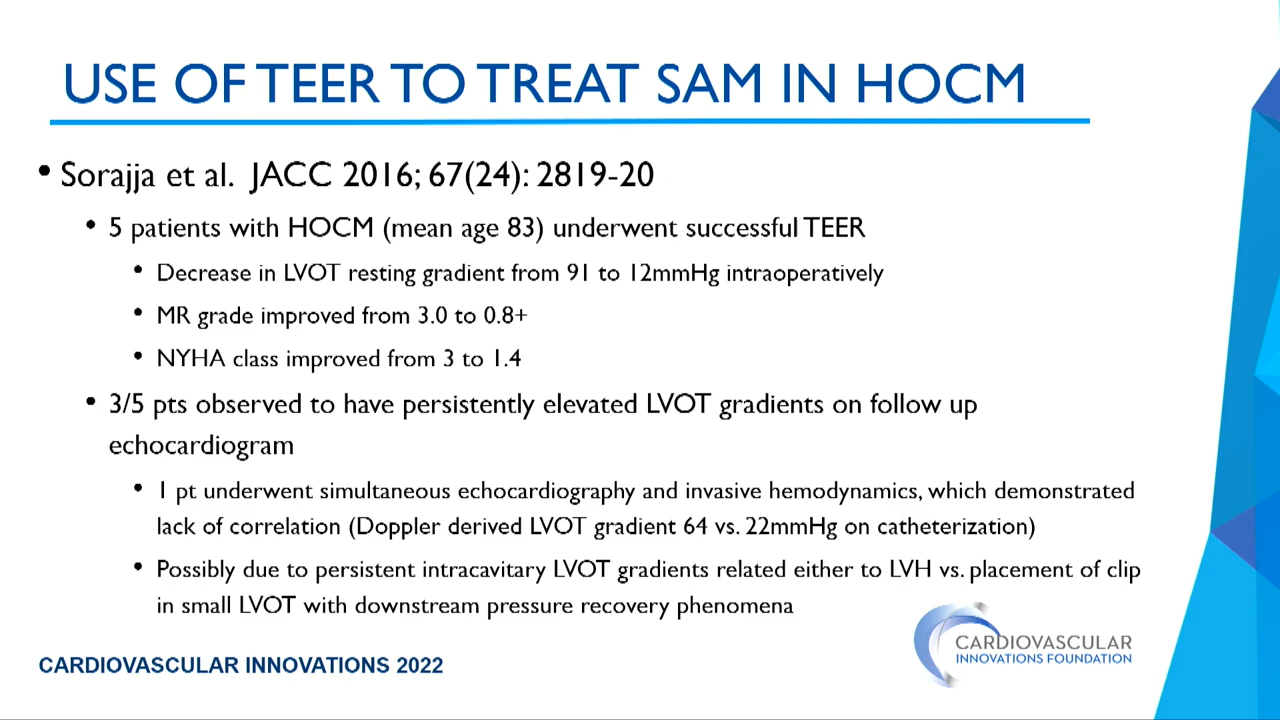 USE OF TEER TO TREAT SAM IN HOCM
• Sorajja et al. JACC 2016; 67(24): 2819-20
• 5 patients with HOCM (mean age 83) underwent successful TEER
• Decrease in LVOT resting gradient from 91 to 12mmHg intraoperatively
• MR grade improved from 3.0 to 0.8+
• NYHA class improved from 3 to 1.4
• 3/5 pts observed to have persistently elevated LVOT gradients on follow up
echocardiogram
• 1 pt underwent simultaneous echocardiography and invasive hemodynamics, which demonstrated
lack of correlation (Doppler derived LVOT gradient 64 vs. 22mmHg on catheterization)
• Possibly due to persistent intracavitary LVOT gradients related either to LVH vs. placement of clip
in small LVOT with downstream pressure recovery phenomena
CARDIOVASCULAR
INNOVATIONS FOUNDATION
CARDIOVASCULAR INNOVATIONS 2022